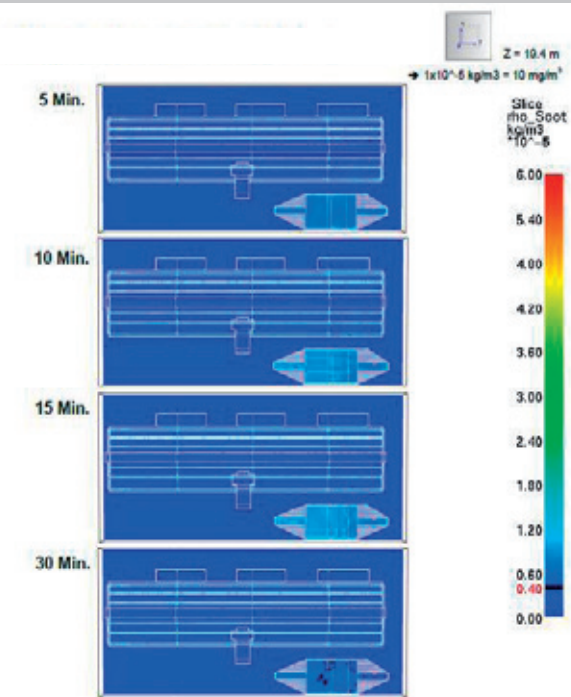 Z = 19.4 m
➔ 1x10^-5 kg/m3 = 10 mg/m³
Slice
rho_Soot
kg/m3
*10^-5
5 Min.
10 Min.
15 Min.
30 Min.
6.00
5.40
4.00
4.20
3.60
3.00
2.40
1.80
1.20
0.60
0.40
0.00